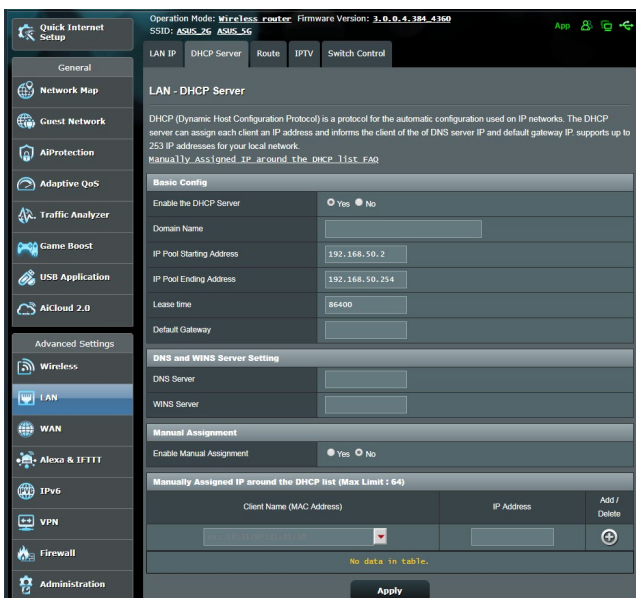 Quick Internet
Setup
General
Network Map
Guest Network
AiProtection
Adaptive QoS
Traffic Analyzer
Game Boost
USB Application
AiCloud 2.0
Advanced Settings
Wireless
LAN
WAN
Alexa & IFTTT
IPv6
VPN
Firewall
Administration
Operation Mode: Wireless router Firmware Version: 3.0.0.4.384_4360
SSID: ASUS_2G ASUS_5G
App
LAN IP DHCP Server Route IPTV Switch Control
LAN - DHCP Server
DHCP (Dynamic Host Configuration Protocol) is a protocol for the automatic configuration used on IP networks. The DHCP
server can assign each client an IP address and informs the client of the of DNS server IP and default gateway IP. supports up to
253 IP addresses for your local network.
Manually Assigned IP around the DHCP list FAQ
Basic Config
Enable the DHCP Server Yes No
Domain Name
IP Pool Starting Address 192.168.50.2
IP Pool Ending Address 192.168.50.254
Lease time 86400
Default Gateway
DNS and WINS Server Setting
DNS Server
WINS Server
Manual Assignment
Enable Manual Assignment Yes No
Manually Assigned IP around the DHCP list (Max Limit : 64)
Client Name (MAC Address) IP Address Add /
Delete
No data in table.
Apply